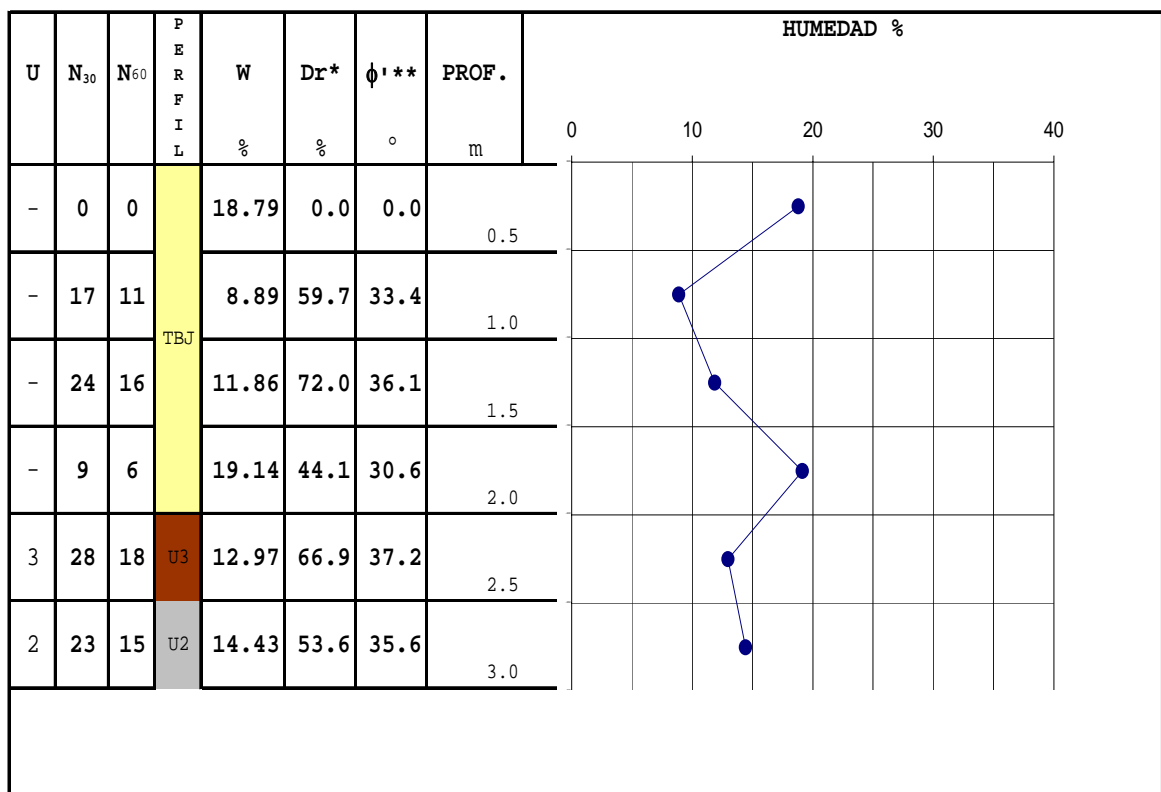 HUMEDAD %
U N₃₀ N60 PERFIL W Dr* ϕ'** PROF.
% % ° m
0 10 20 30 40
- 0 0 18.79 0.0 0.0 0.5
- 17 11 8.89 59.7 33.4 1.0
TBJ
- 24 16 11.86 72.0 36.1 1.5
- 9 6 19.14 44.1 30.6 2.0
3 28 18 U3 12.97 66.9 37.2 2.5
2 23 15 U2 14.43 53.6 35.6 3.0